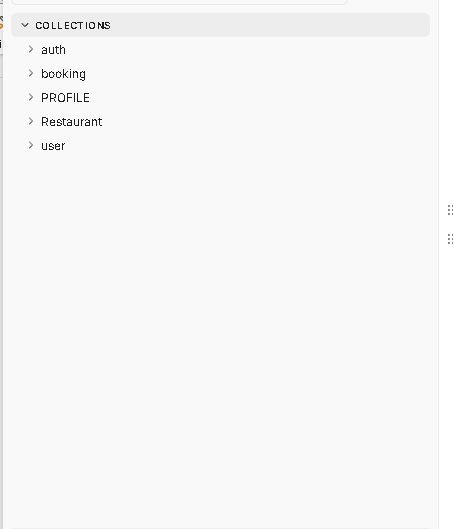 COLLECTIONS
auth
booking
PROFILE
Restaurant
user